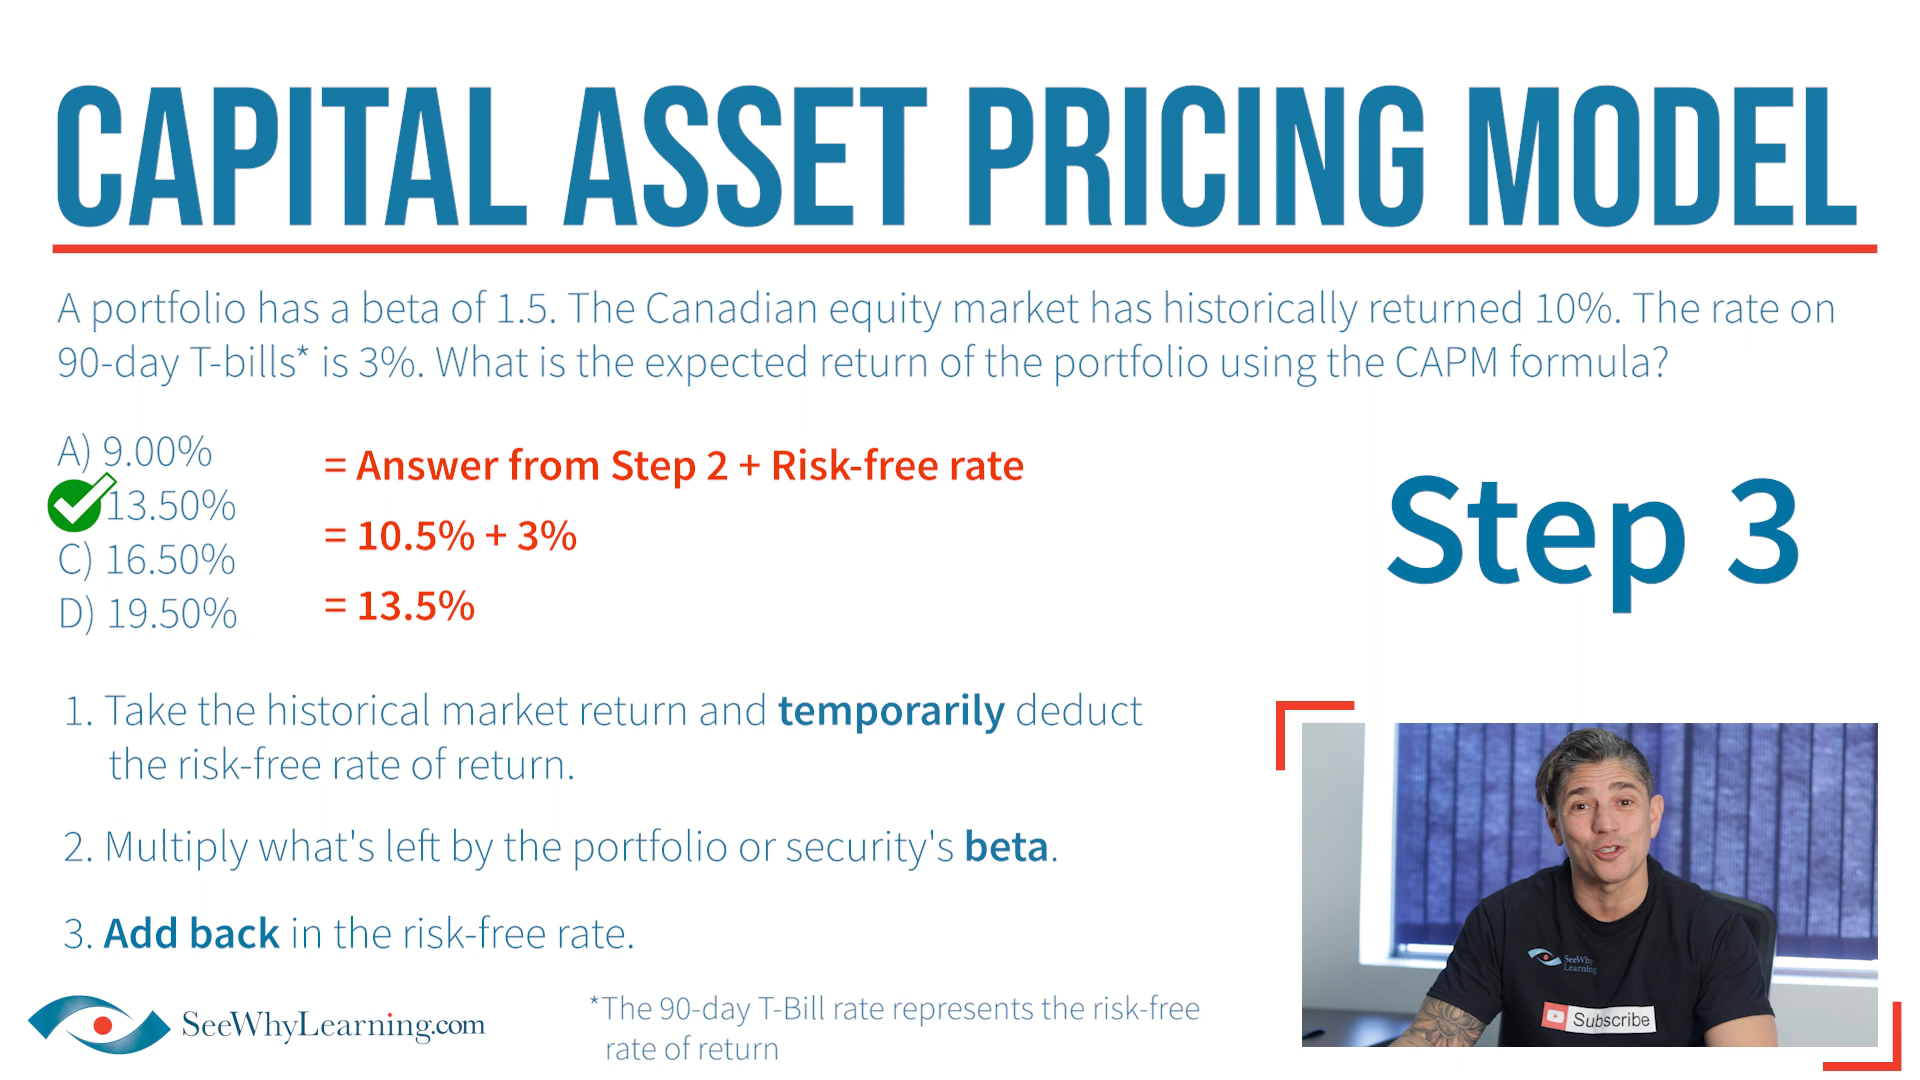 CAPITAL ASSET PRICING MODEL
A portfolio has a beta of 1.5. The Canadian equity market has historically returned 10%. The rate on
90-day T-bills* is 3%. What is the expected return of the portfolio using the CAPM formula?
A) 9.00%
13.50%
C) 16.50%
D) 19.50%
= Answer from Step 2 + Risk-free rate
= 10.5% + 3%
= 13.5%
Step 3
1. Take the historical market return and temporarily deduct
the risk-free rate of return.
2. Multiply what's left by the portfolio or security's beta.
3. Add back in the risk-free rate.
SeeWhyLearning.com
*The 90-day T-Bill rate represents the risk-free
rate of return
SeeWhy
Learning
Subscribe